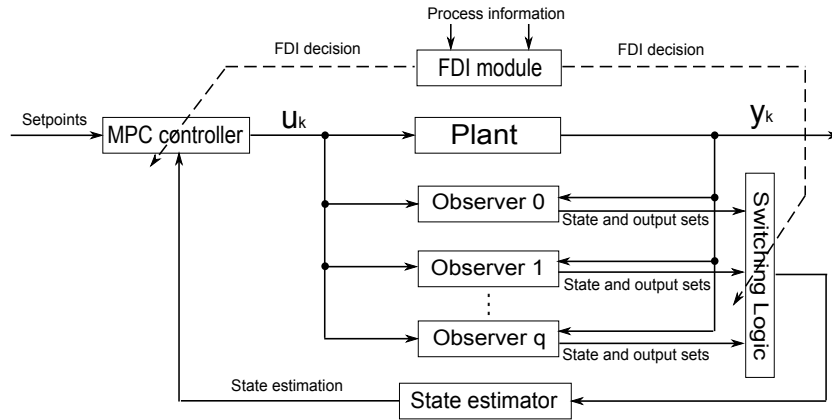 Process information
FDI decision
FDI module
FDI decision
Setpoints
MPC controller
uk
Plant
yk
Observer 0
State and output sets
Observer 1
State and output sets
Observer q
State and output sets
Switching Logic
State estimation
State estimator